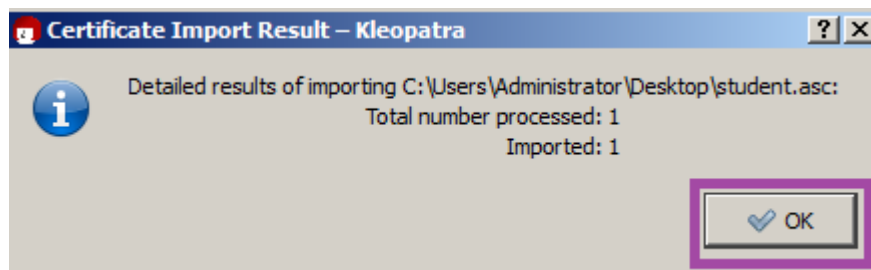 Certificate Import Result – Kleopatra
Detailed results of importing C:\Users\Administrator\Desktop\student.asc:
Total number processed: 1
Imported: 1
OK